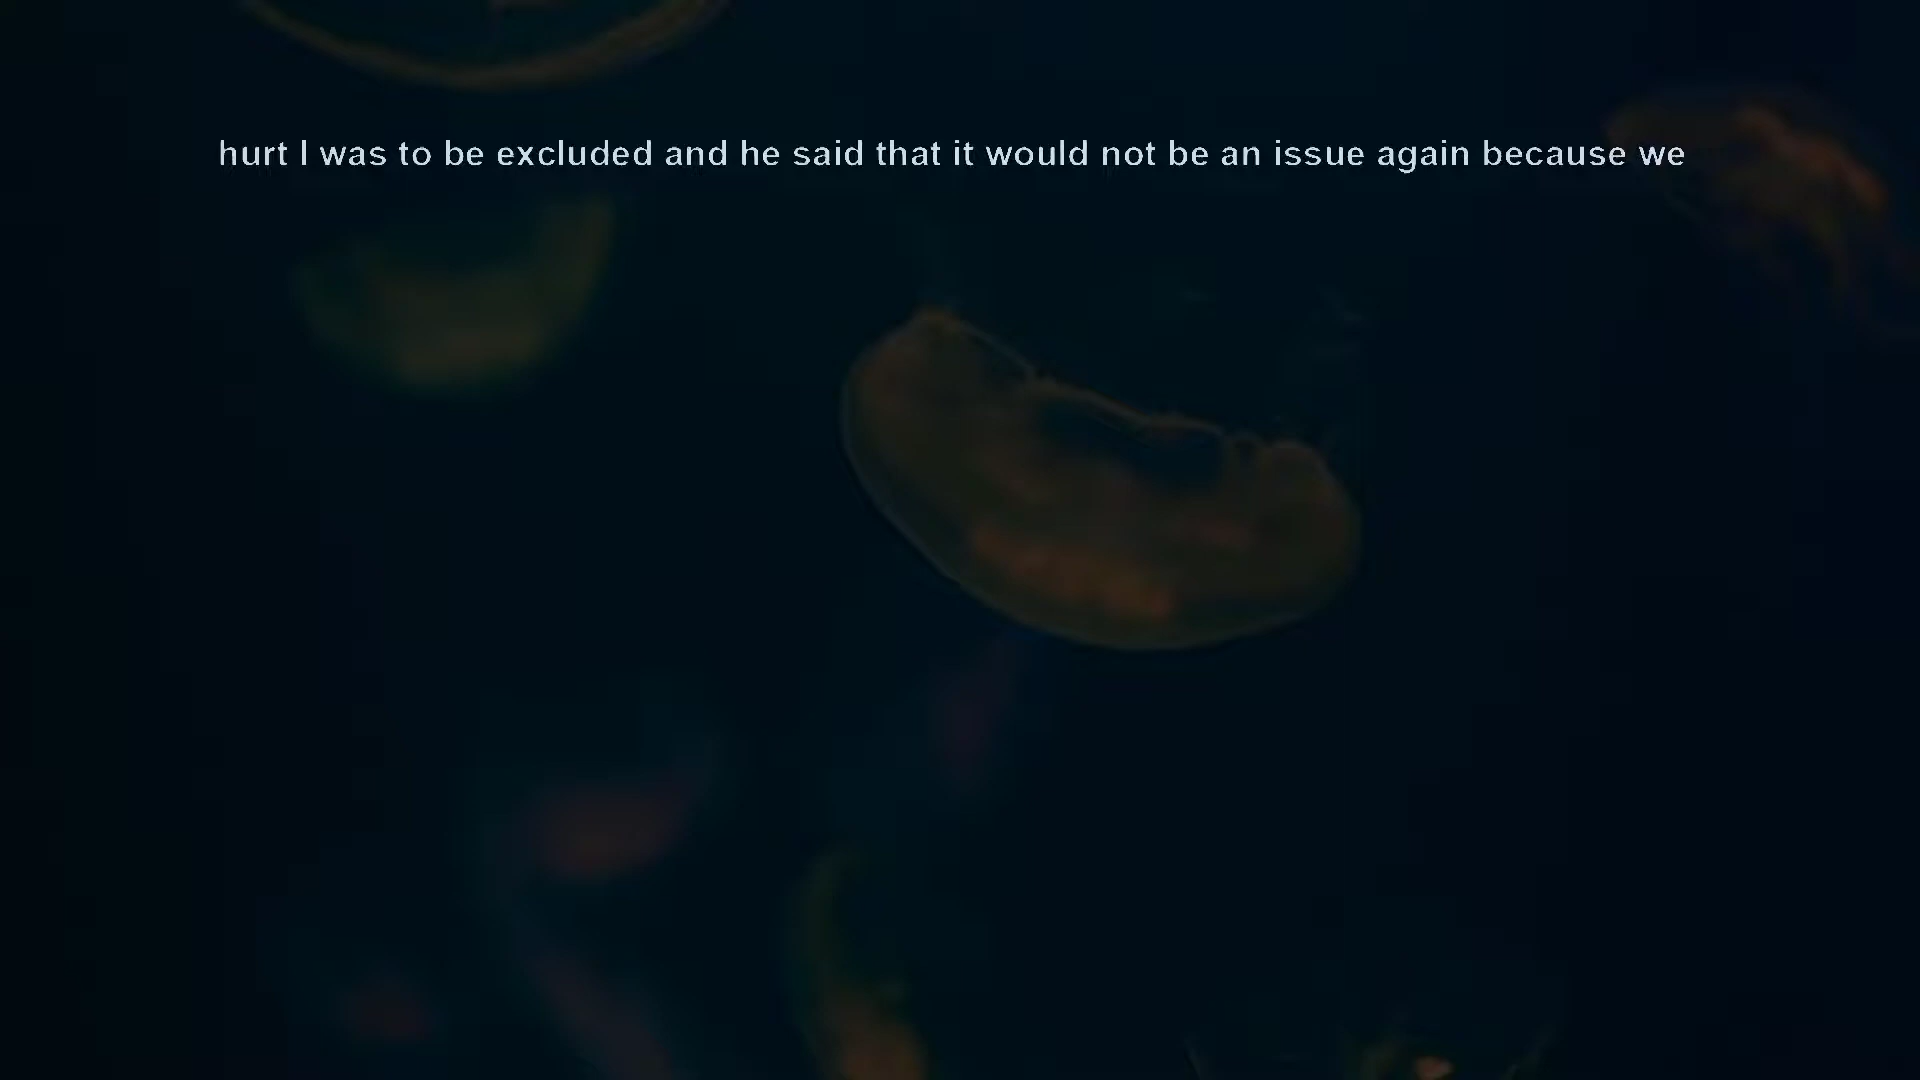 hurt I was to be excluded and he said that it would not be an issue again because we